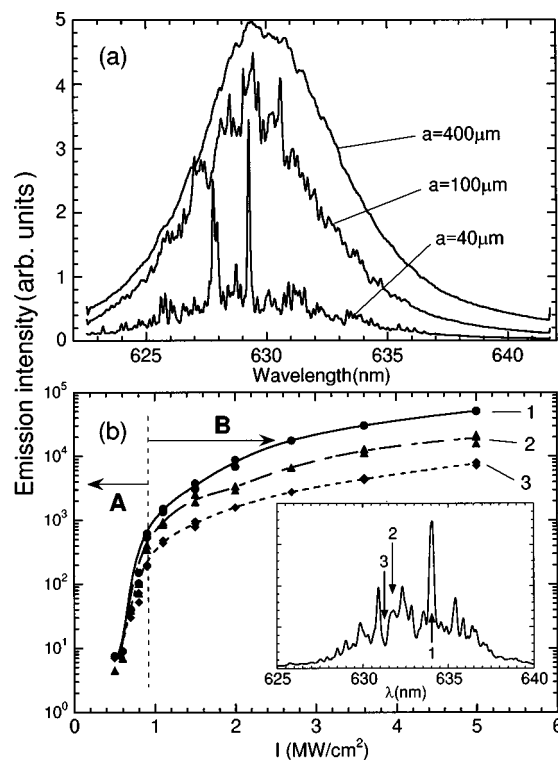 Emission intensity (arb. units)
(a)
5
4
3
2
1
0
a=400μm
a=100μm
a=40μm
625 630 635 640
Wavelength(nm)
(b)
10⁵
10⁴
10³
10²
10¹
10⁰
A
B
1
2
3
3
2
1
625 630 635 640
λ(nm)
0 1 2 3 4 5 6
I (MW/cm²)